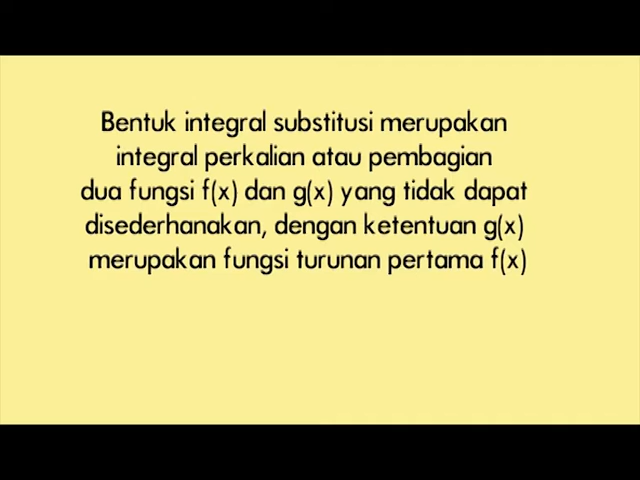 Bentuk integral substitusi merupakan
integral perkalian atau pembagian
dua fungsi f(x) dan g(x) yang tidak dapat
disederhanakan, dengan ketentuan g(x)
merupakan fungsi turunan pertama f(x)